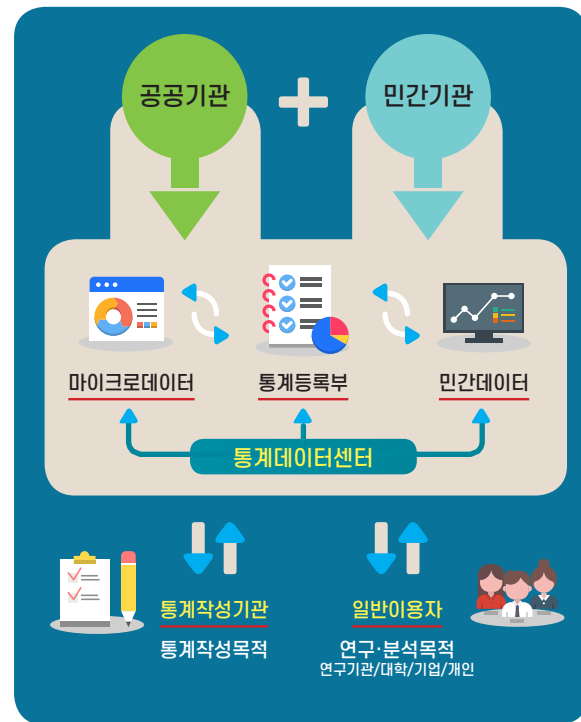 공공기관
민간기관
마이크로데이터
통계등록부
민간데이터
통계데이터센터
통계작성기관
통계작성목적
일반이용자
연구·분석목적
연구기관/대학/기업/개인